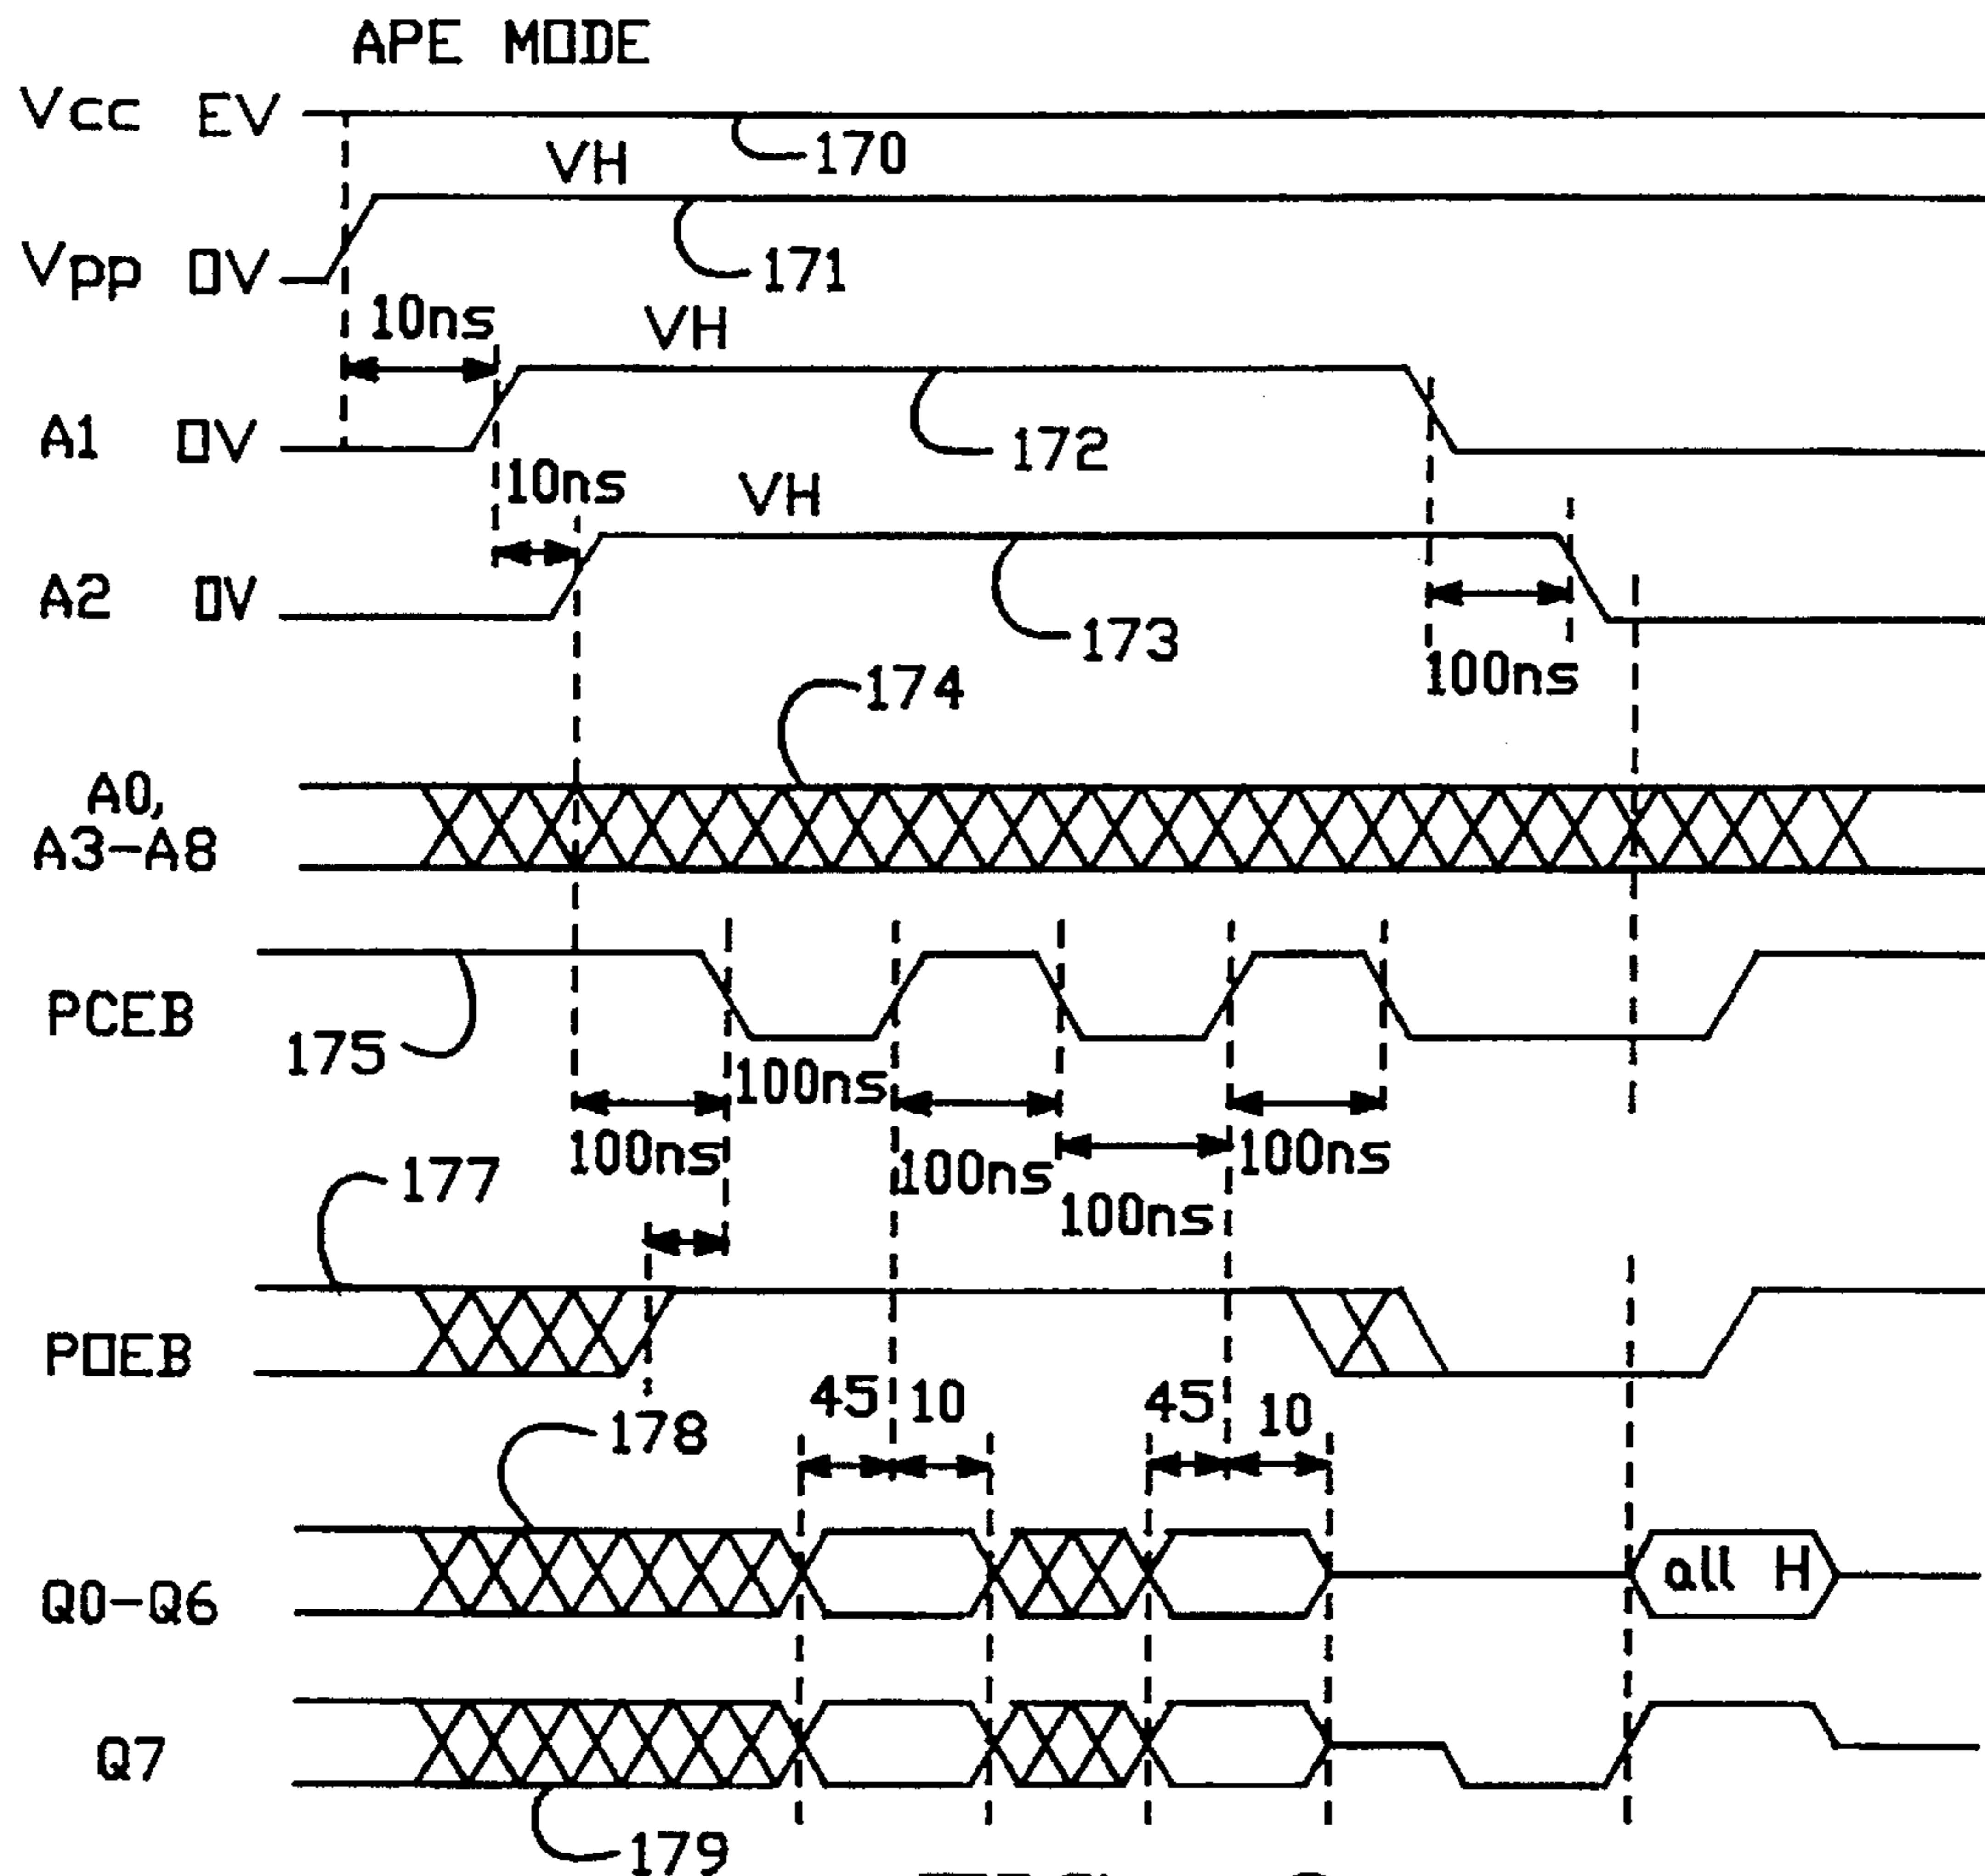 APE MODE
Vcc EV
170
VH
Vpp 0V
171
10ns
VH
A1 0V
172
10ns
VH
A2 0V
173
100ns
174
A0,
A3-A8
PCEB
175
100ns
100ns
100ns
100ns
100ns
177
POEB
45 10
45 10
178
Q0-Q6
all H
Q7
179